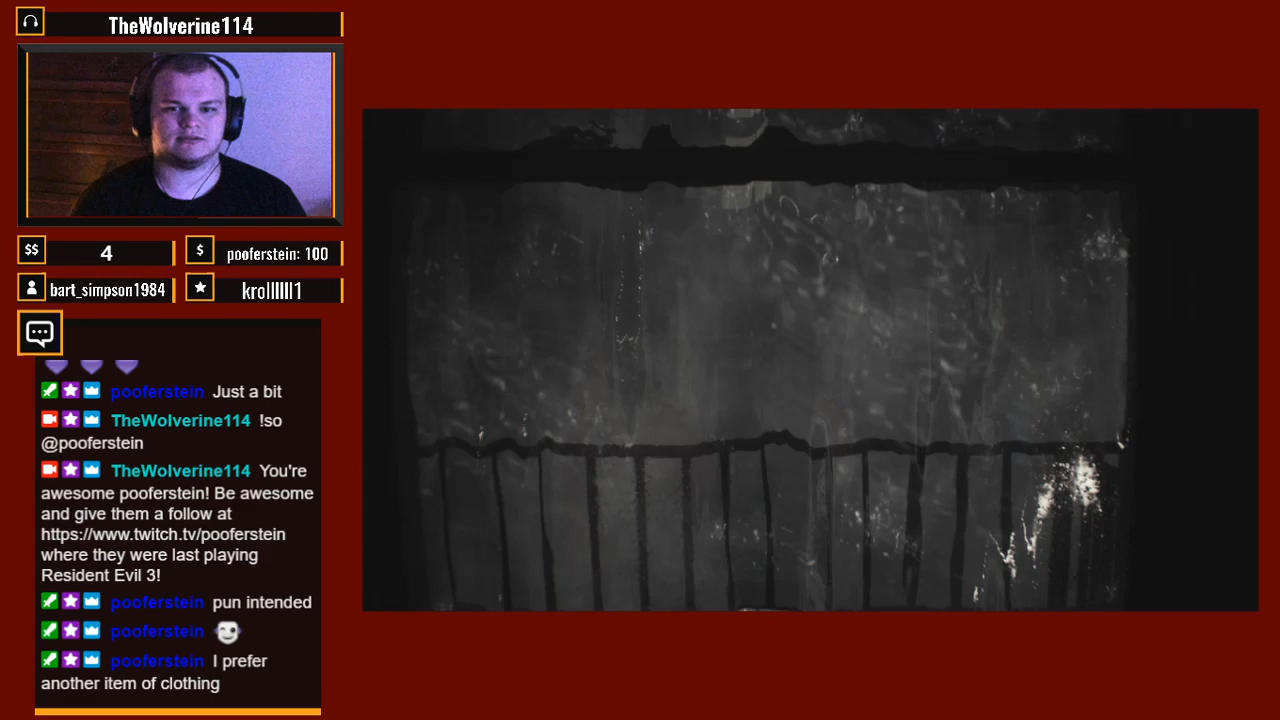 TheWolverine114
$$
4
$
pooferstein: 100
bart_simpson1984
krollllll1
pooferstein Just a bit
TheWolverine114 !so
@pooferstein
TheWolverine114 You're
awesome pooferstein! Be awesome
and give them a follow at
https://www.twitch.tv/pooferstein
where they were last playing
Resident Evil 3!
pooferstein pun intended
pooferstein
pooferstein I prefer
another item of clothing